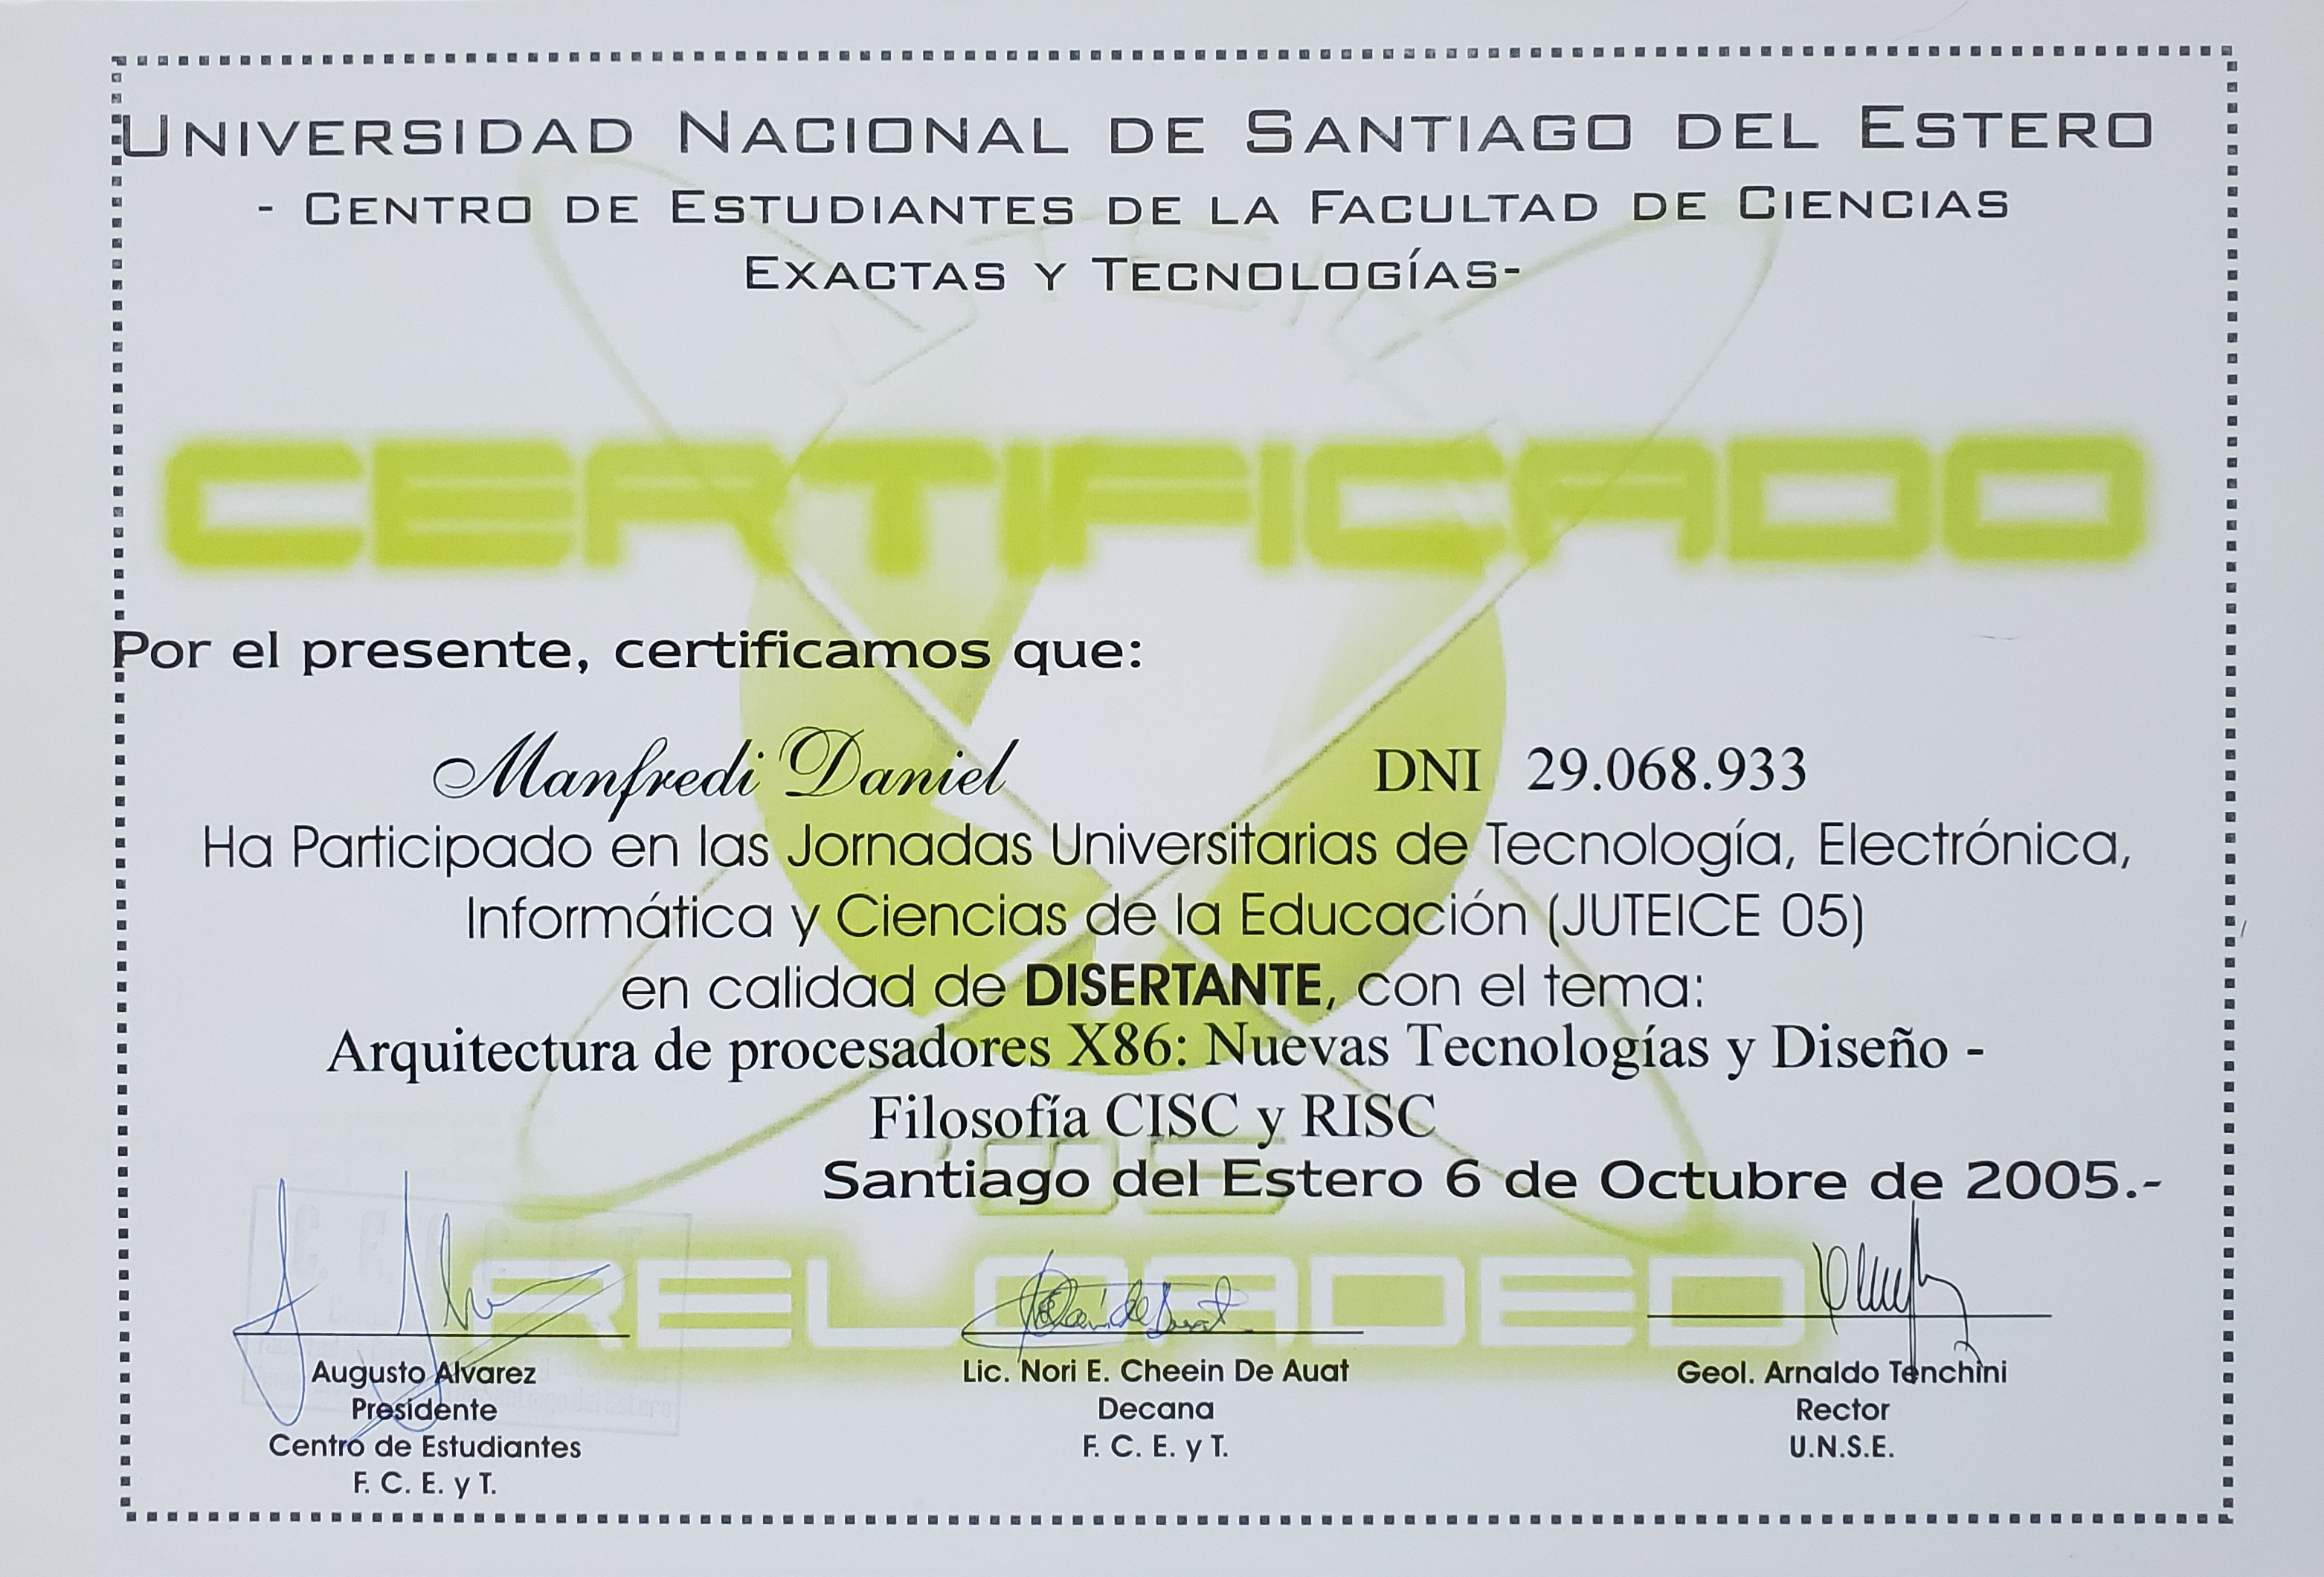 Universidad Nacional de Santiago del Estero
- Centro de Estudiantes de la Facultad de Ciencias
Exactas y Tecnologías-
CERTIFICADO
Por el presente, certificamos que:
Manfredi Daniel DNI 29.068.933
Ha Participado en las Jornadas Universitarias de Tecnología, Electrónica,
Informática y Ciencias de la Educación (JUTEICE 05)
en calidad de DISERTANTE, con el tema:
Arquitectura de procesadores X86: Nuevas Tecnologías y Diseño -
Filosofía CISC y RISC
'05
Santiago del Estero 6 de Octubre de 2005.-
RELOADED
Augusto Alvarez
Presidente
Centro de Estudiantes
F. C. E. y T.
Lic. Nori E. Cheein De Auat
Decana
F. C. E. y T.
Geol. Arnaldo Tenchini
Rector
U.N.S.E.